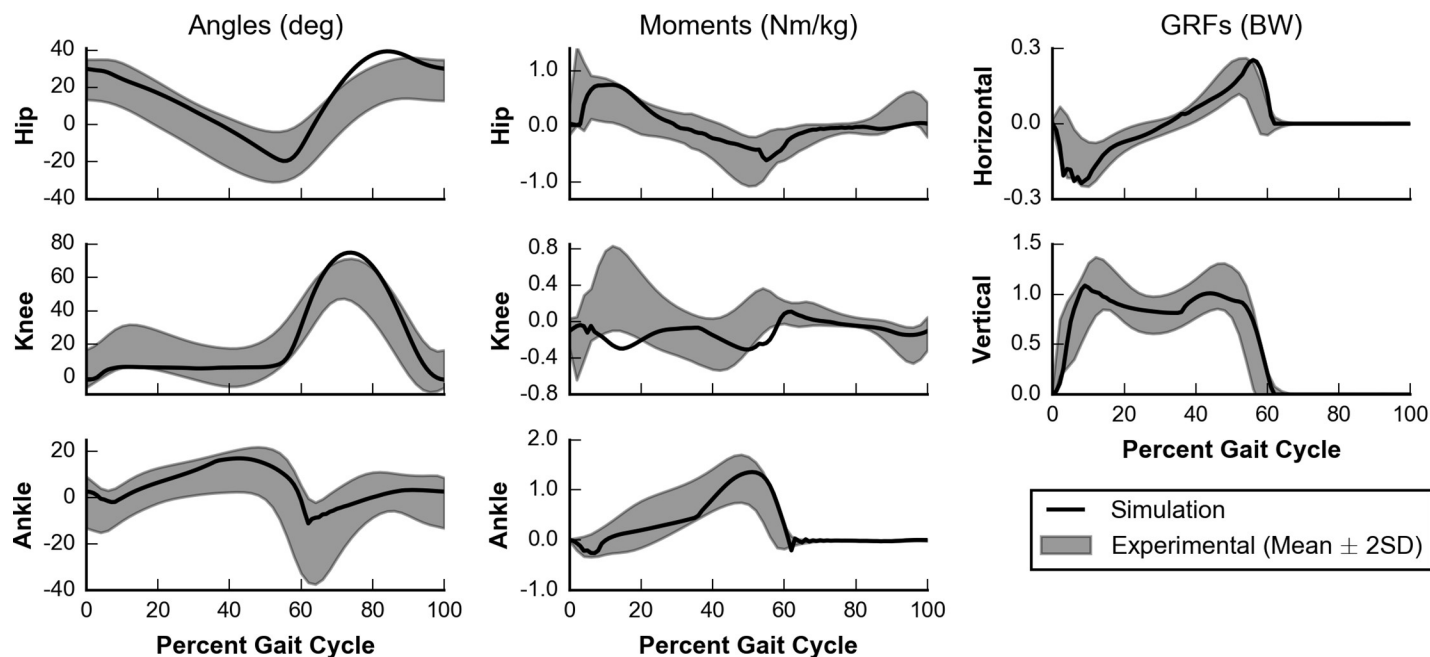 Angles (deg)
Moments (Nm/kg)
GRFs (BW)
Hip
40
20
0
-20
-40
Hip
1.0
0.0
-1.0
Horizontal
0.3
0.0
-0.3
Knee
80
60
40
20
0
Knee
0.8
0.4
0.0
-0.4
-0.8
Vertical
1.5
1.0
0.5
0.0
0 20 40 60 80 100
Percent Gait Cycle
Ankle
20
0
-20
-40
0 20 40 60 80 100
Percent Gait Cycle
Ankle
2.0
1.0
0.0
-1.0
0 20 40 60 80 100
Percent Gait Cycle
Simulation
Experimental (Mean ± 2SD)